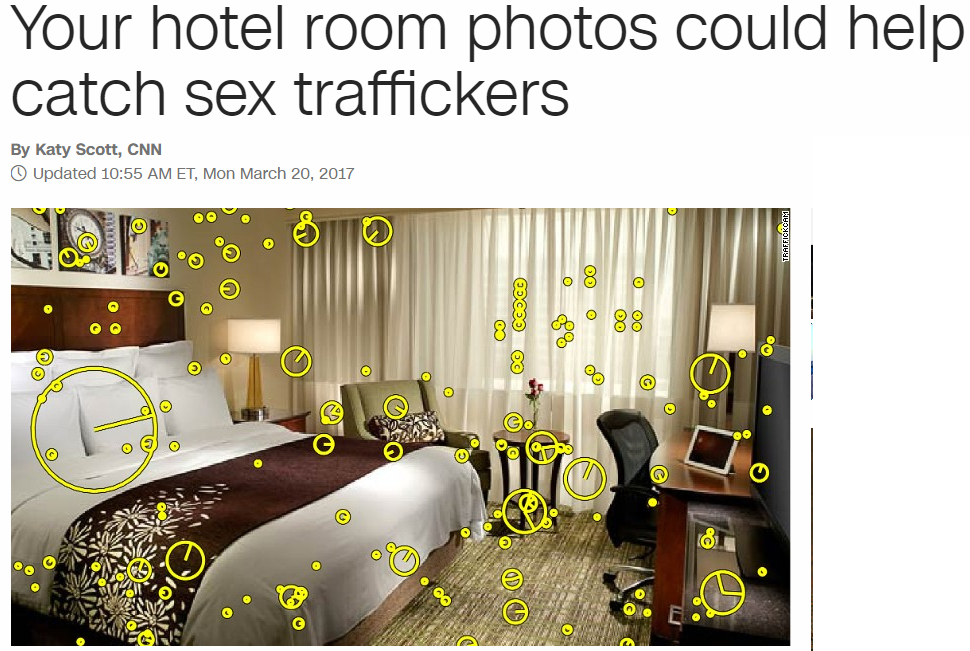 Your hotel room photos could help
catch sex traffickers
By Katy Scott, CNN
Updated 10:55 AM ET, Mon March 20, 2017
TRAFFICKCAM